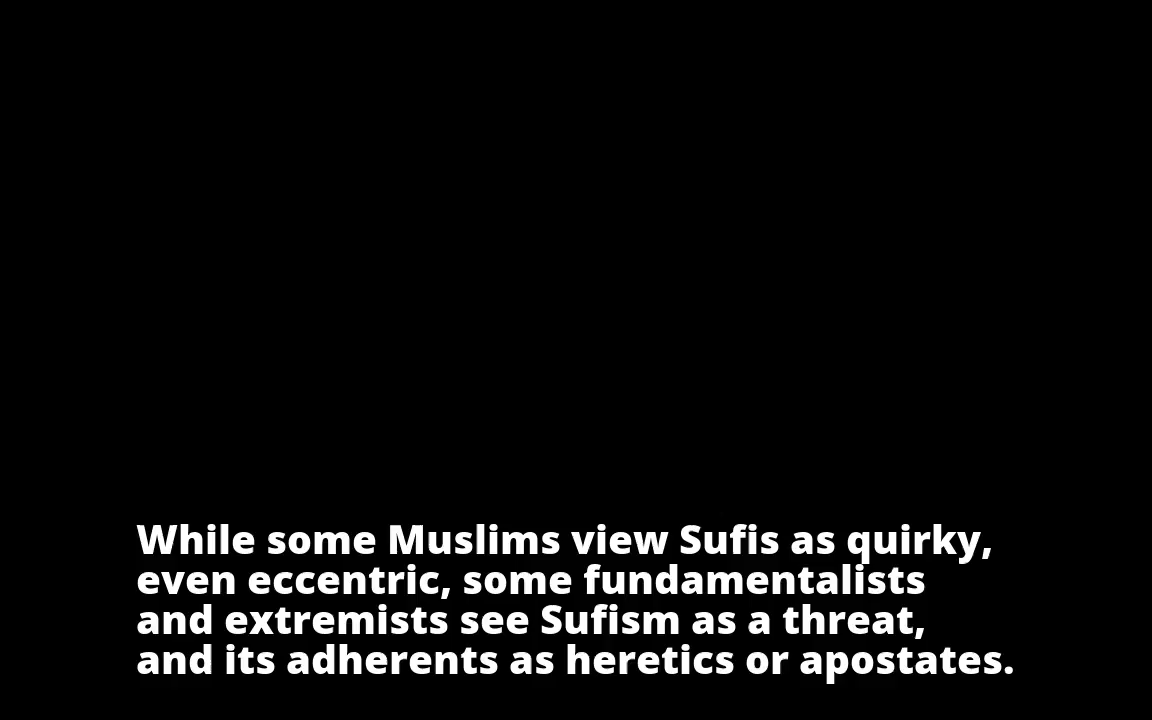 While some Muslims view Sufis as quirky,
even eccentric, some fundamentalists
and extremists see Sufism as a threat,
and its adherents as heretics or apostates.